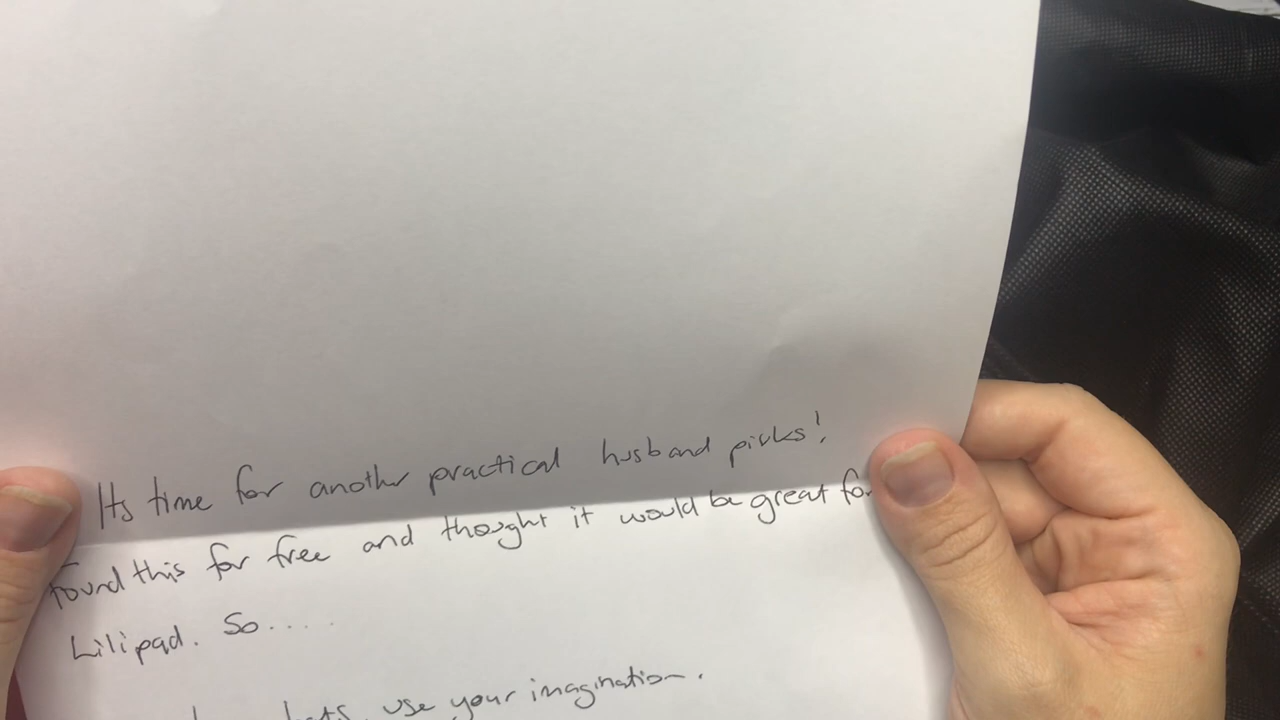 Its time for another practical husband picks!
Found this for free and thought it would be great for
Lilipad. So.....
use your imagination.